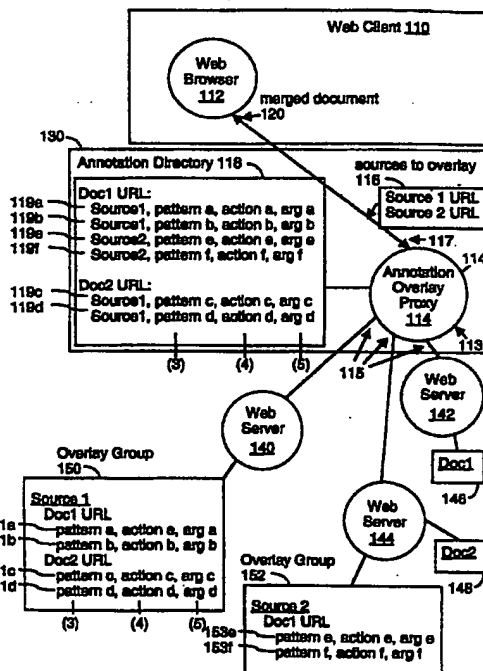 Web Client 110
Web
Browser
112
merged document
120
130
Annotation Directory 118
sources to overlay
116
Source 1 URL
Source 2 URL
Doc1 URL:
119a Source1, pattern a, action a, arg a
119b Source1, pattern b, action b, arg b
119e Source2, pattern e, action e, arg e
119f Source2, pattern f, action f, arg f
Doc2 URL:
119c Source1, pattern c, action c, arg c
119d Source1, pattern d, action d, arg d
(3) (4) (5)
117
114
Annotation
Overlay
Proxy
114
113
115
Web
Server
140
Web
Server
142
Doc1
146
Overlay Group
150
Source 1
Doc1 URL
1a pattern a, action a, arg a
1b pattern b, action b, arg b
Doc2 URL
1c pattern c, action c, arg c
1d pattern d, action d, arg d
(3) (4) (5)
Web
Server
144
Doc2
148
Overlay Group
152
Source 2
Doc1 URL
153e pattern e, action e, arg e
153f pattern f, action f, arg f